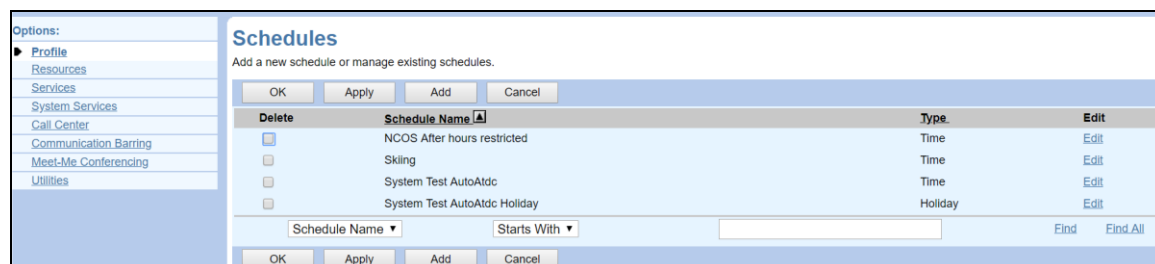 Options:
Profile
Resources
Services
System Services
Call Center
Communication Barring
Meet-Me Conferencing
Utilities
Schedules
Add a new schedule or manage existing schedules.
OK Apply Add Cancel
Delete Schedule Name Type Edit
NCOS After hours restricted Time Edit
Skiing Time Edit
System Test AutoAtdc Time Edit
System Test AutoAtdc Holiday Holiday Edit
Schedule Name Starts With Find Find All
OK Apply Add Cancel